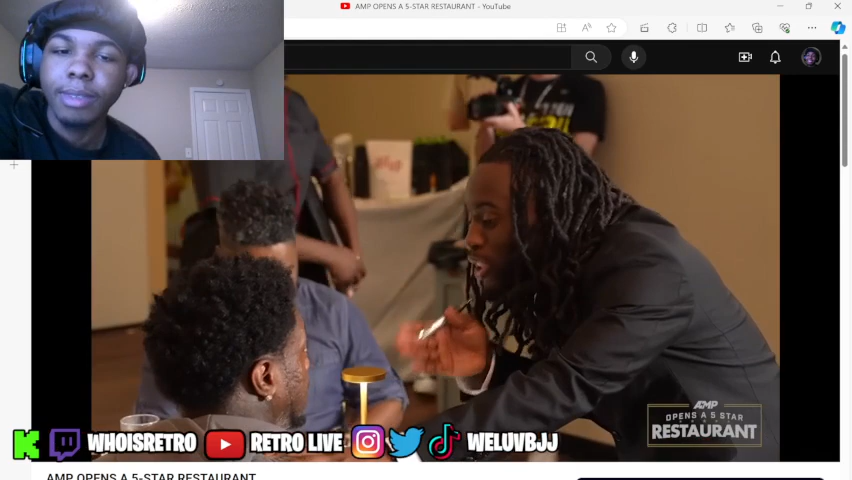 AMP OPENS A 5-STAR RESTAURANT - YouTube
AMP
OPENS A 5 STAR
RESTAURANT
WHOISRETRO
RETRO LIVE
WELUVBJJ
AMP OPENS A 5-STAR RESTAURANT